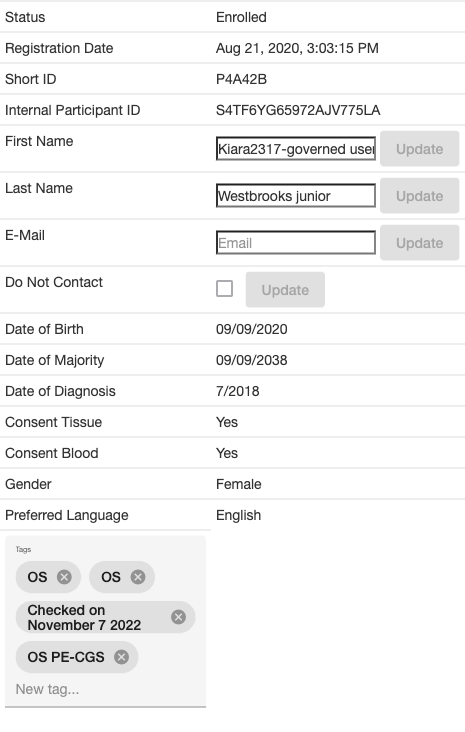 Status Enrolled
Registration Date Aug 21, 2020, 3:03:15 PM
Short ID P4A42B
Internal Participant ID S4TF6YG65972AJV775LA
First Name Kiara2317-governed user Update
Last Name Westbrooks junior Update
E-Mail Email Update
Do Not Contact Update
Date of Birth 09/09/2020
Date of Majority 09/09/2038
Date of Diagnosis 7/2018
Consent Tissue Yes
Consent Blood Yes
Gender Female
Preferred Language English
Tags
OS OS
Checked on
November 7 2022
OS PE-CGS
New tag...